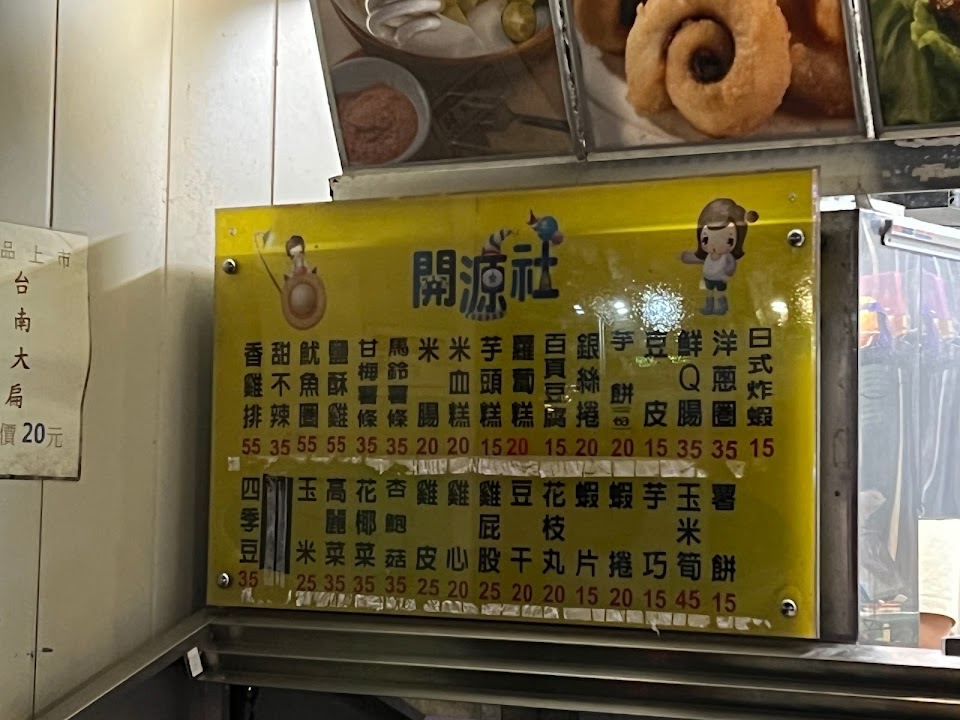 品上市
台南大扁
價20元
開源社
香雞排 55
甜不辣 35
魷魚圈 55
鹽酥雞 55
甘梅薯條 35
馬鈴薯條 35
米腸 20
米血糕 20
芋頭糕 15
蘿蔔糕 20
百頁豆腐 15
銀絲捲 20
芋餅 20
豆皮 15
鮮Q腸 35
洋蔥圈 35
日式炸蝦 15
四季豆 35
玉米 25
高麗菜 35
花椰菜 35
杏鮑菇 35
雞皮 25
雞心 20
雞屁股 25
豆干 20
花枝丸 20
蝦片 15
蝦捲 20
芋巧 15
玉米筍 45
薯餅 15